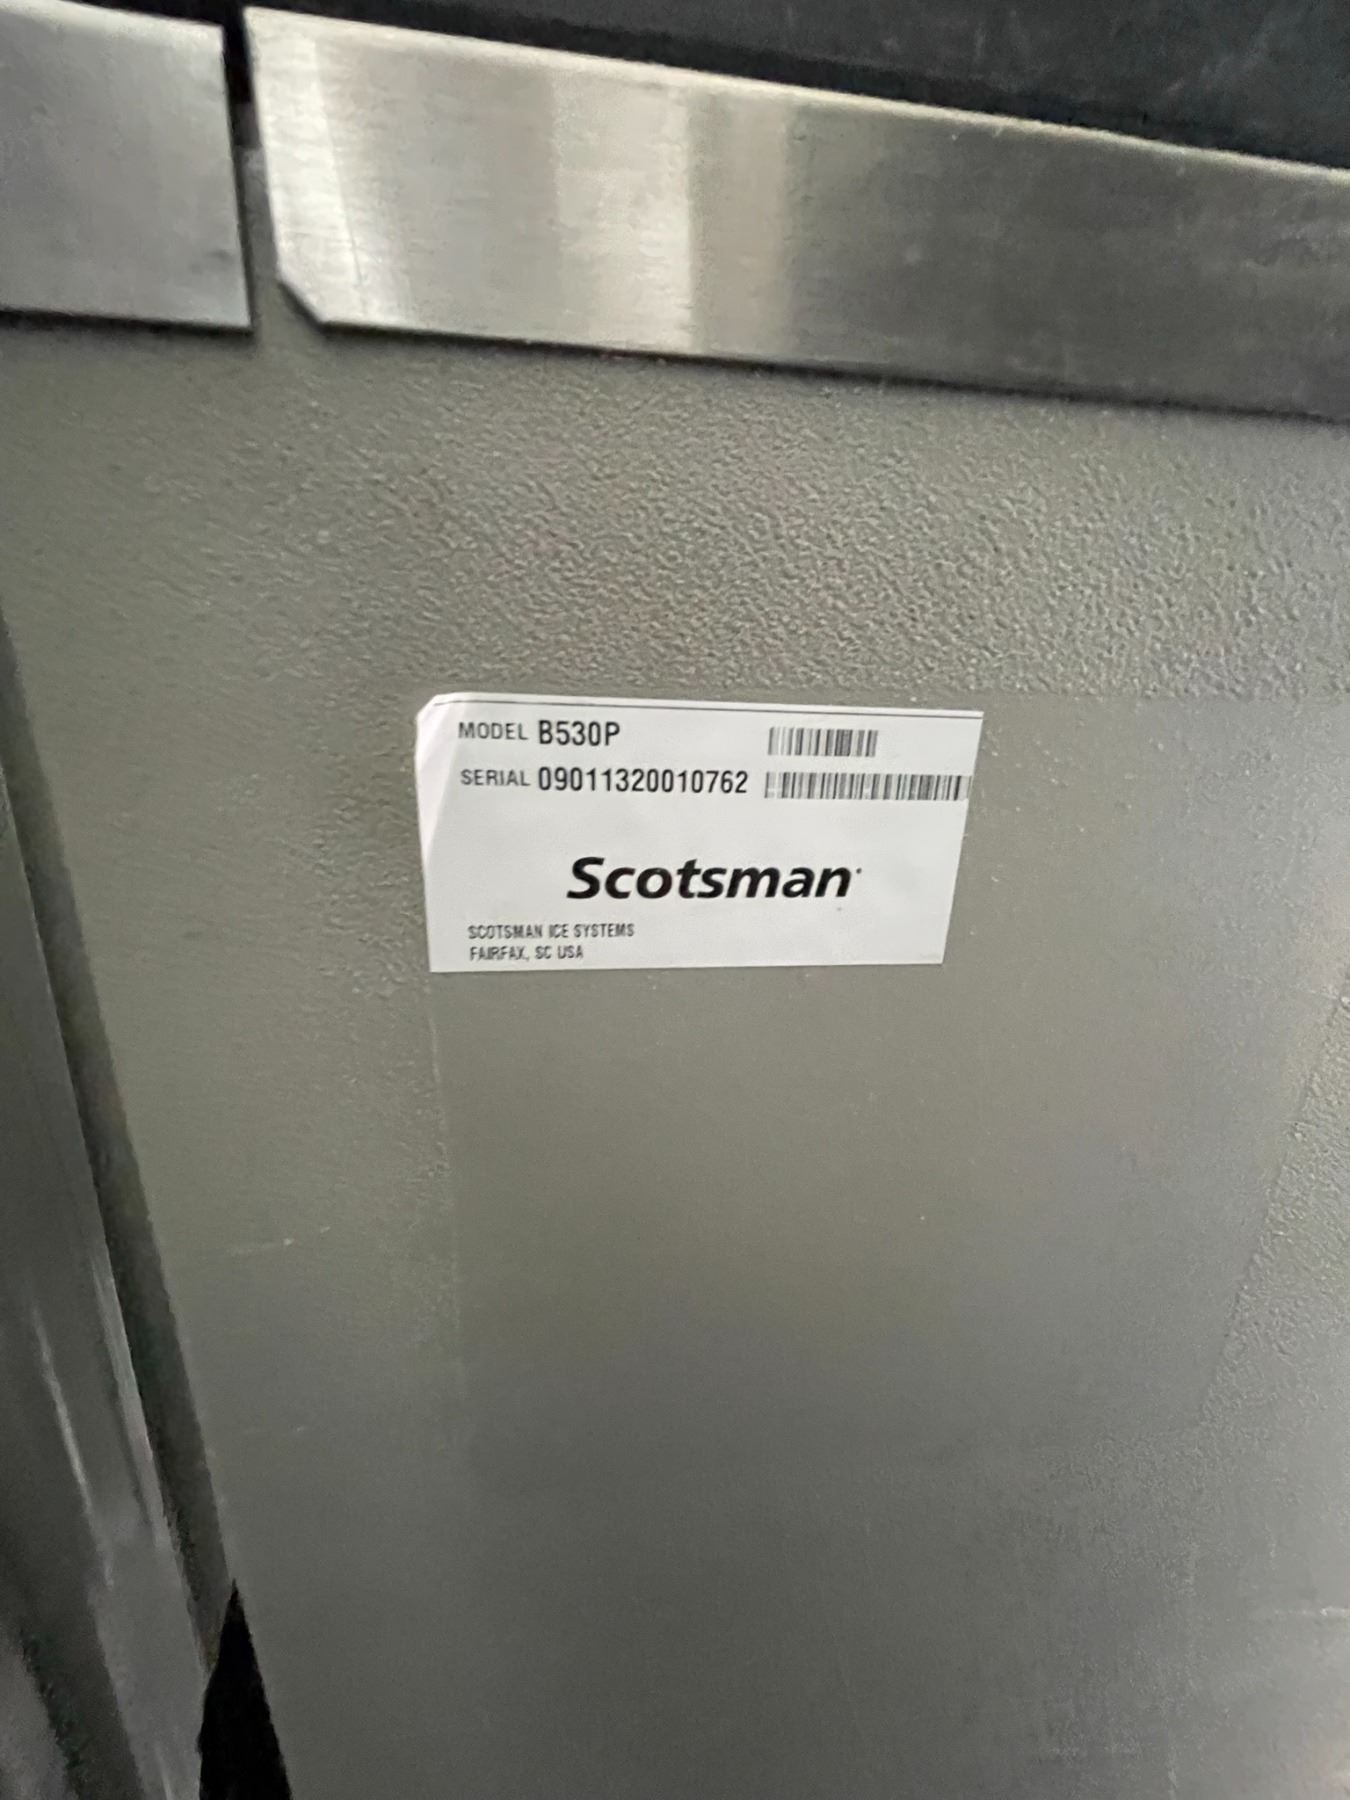 MODEL B530P
SERIAL 09011320010762
Scotsman
SCOTSMAN ICE SYSTEMS
FAIRFAX, SC USA